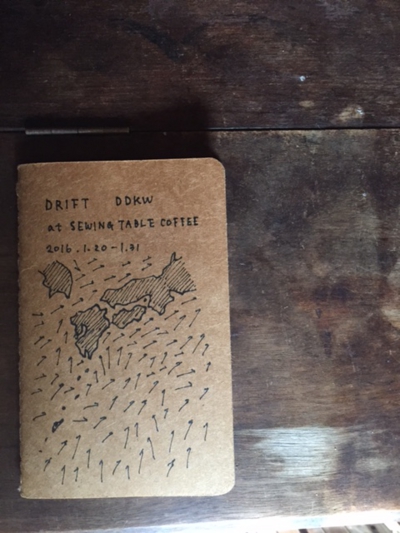 DRIFT DDKW
at SEWING TABLE COFFEE
2016.1.20-1.31